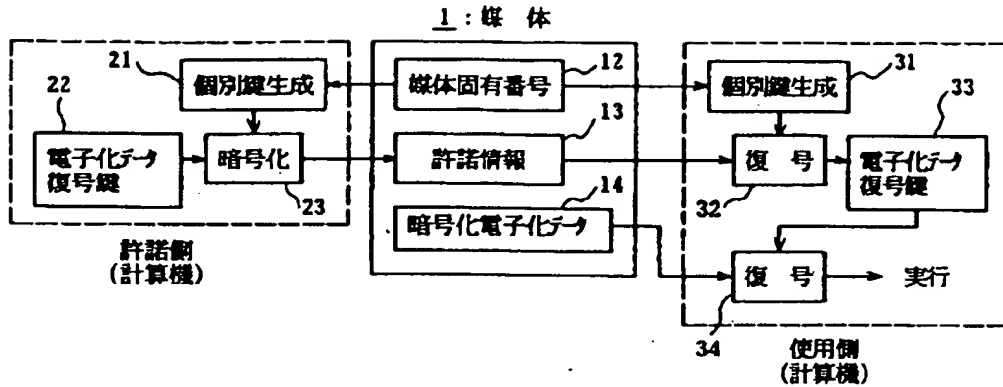 1：媒 体
21
個別鍵生成
22
電子化データ
復号鍵
暗号化
23
許諾側
(計算機)
12
媒体固有番号
13
許諾情報
14
暗号化電子化データ
31
個別鍵生成
33
復 号
32
電子化データ
復号鍵
復 号
34
実行
使用側
(計算機)